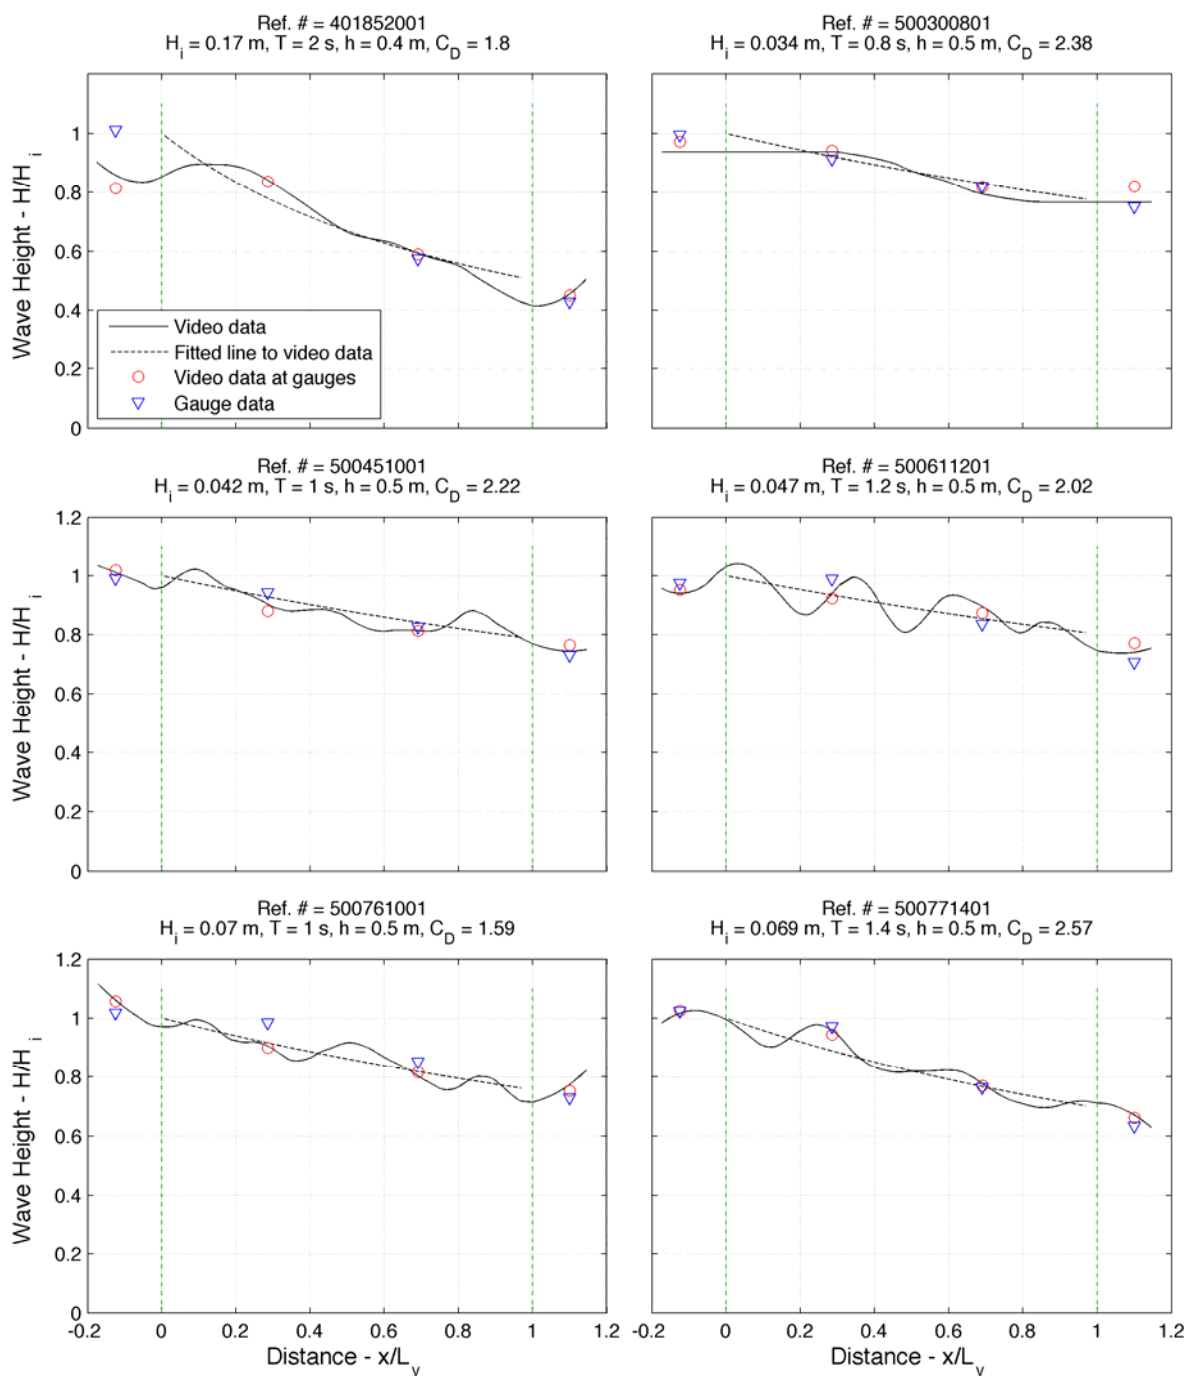 Ref. # = 401852001
H_i = 0.17 m, T = 2 s, h = 0.4 m, C_D = 1.8
Ref. # = 500300801
H_i = 0.034 m, T = 0.8 s, h = 0.5 m, C_D = 2.38
Wave Height - H/H_i
1
0.8
0.6
0.4
0.2
0
Video data
Fitted line to video data
Video data at gauges
Gauge data
Ref. # = 500451001
H_i = 0.042 m, T = 1 s, h = 0.5 m, C_D = 2.22
Ref. # = 500611201
H_i = 0.047 m, T = 1.2 s, h = 0.5 m, C_D = 2.02
Wave Height - H/H_i
1.2
1
0.8
0.6
0.4
0.2
0
Ref. # = 500761001
H_i = 0.07 m, T = 1 s, h = 0.5 m, C_D = 1.59
Ref. # = 500771401
H_i = 0.069 m, T = 1.4 s, h = 0.5 m, C_D = 2.57
Wave Height - H/H_i
1.2
1
0.8
0.6
0.4
0.2
0
-0.2 0 0.2 0.4 0.6 0.8 1 1.2
-0.2 0 0.2 0.4 0.6 0.8 1 1.2
Distance - x/L_v
Distance - x/L_v